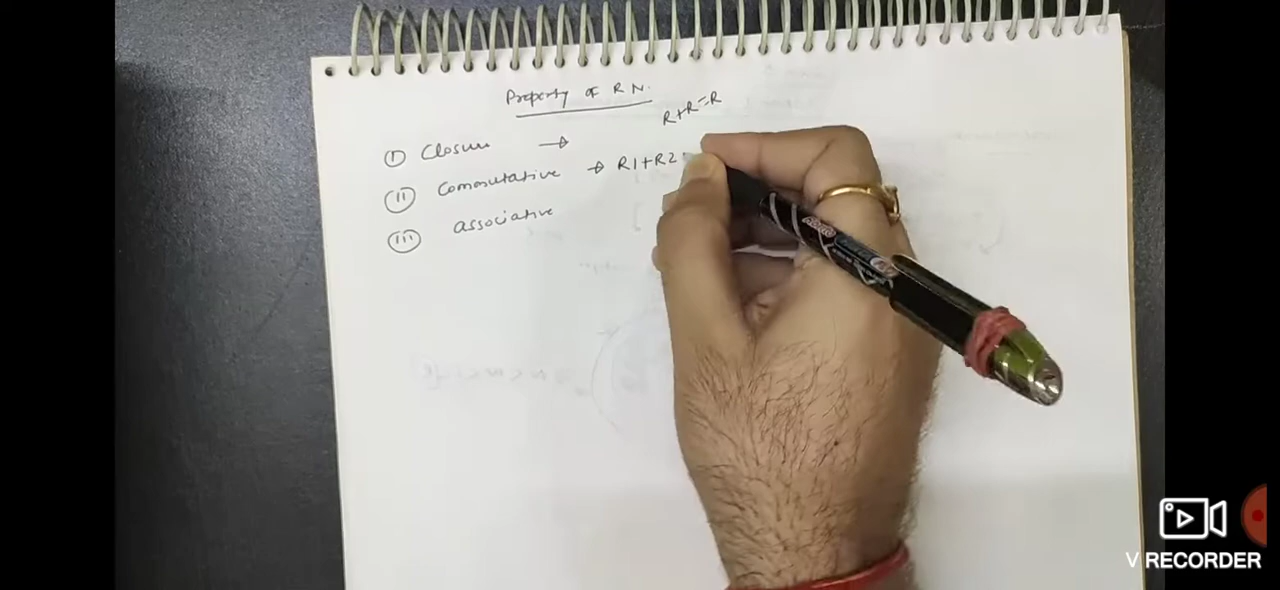 Property of R N.
R+R=R
(I) Closure →
(II) Commutative → R1+R2
(III) associative
V RECORDER